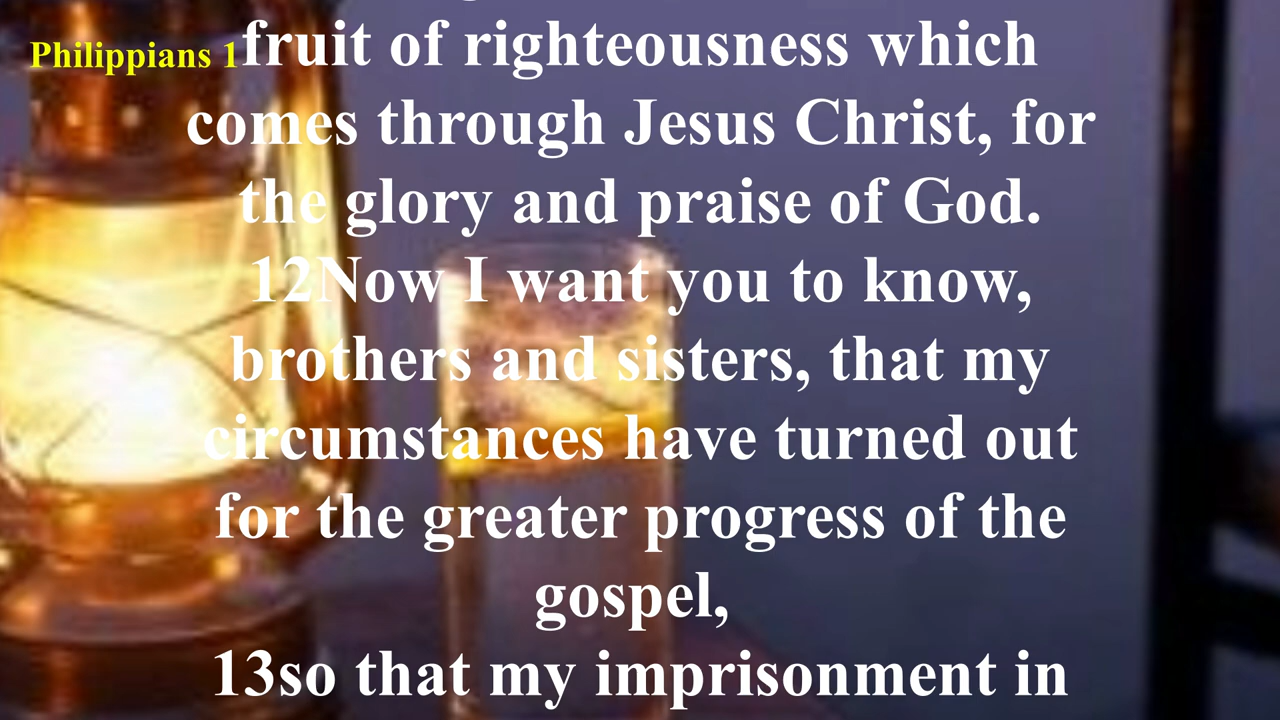 Philippians 1
fruit of righteousness which
comes through Jesus Christ, for
the glory and praise of God.
12Now I want you to know,
brothers and sisters, that my
circumstances have turned out
for the greater progress of the
gospel,
13so that my imprisonment in